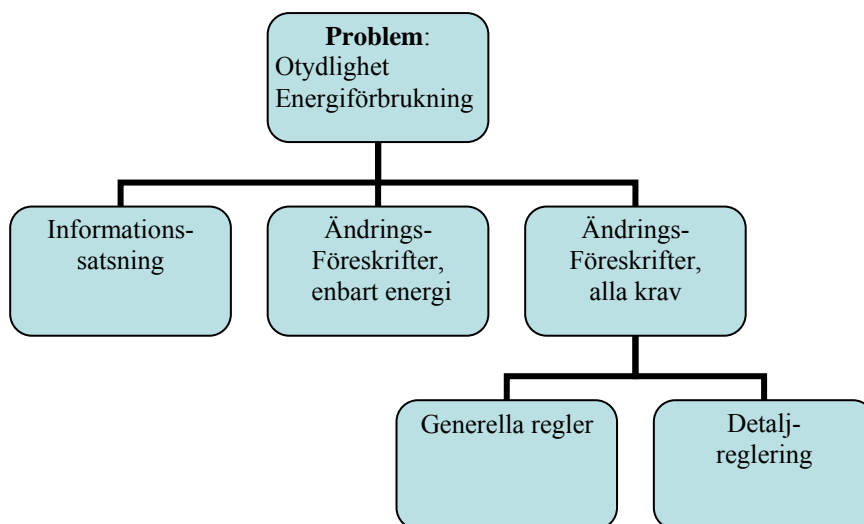 Problem:
Otydlighet
Energiförbrukning
Informations-
satsning
Ändrings-
Föreskrifter,
enbart energi
Ändrings-
Föreskrifter,
alla krav
Generella regler
Detalj-
reglering